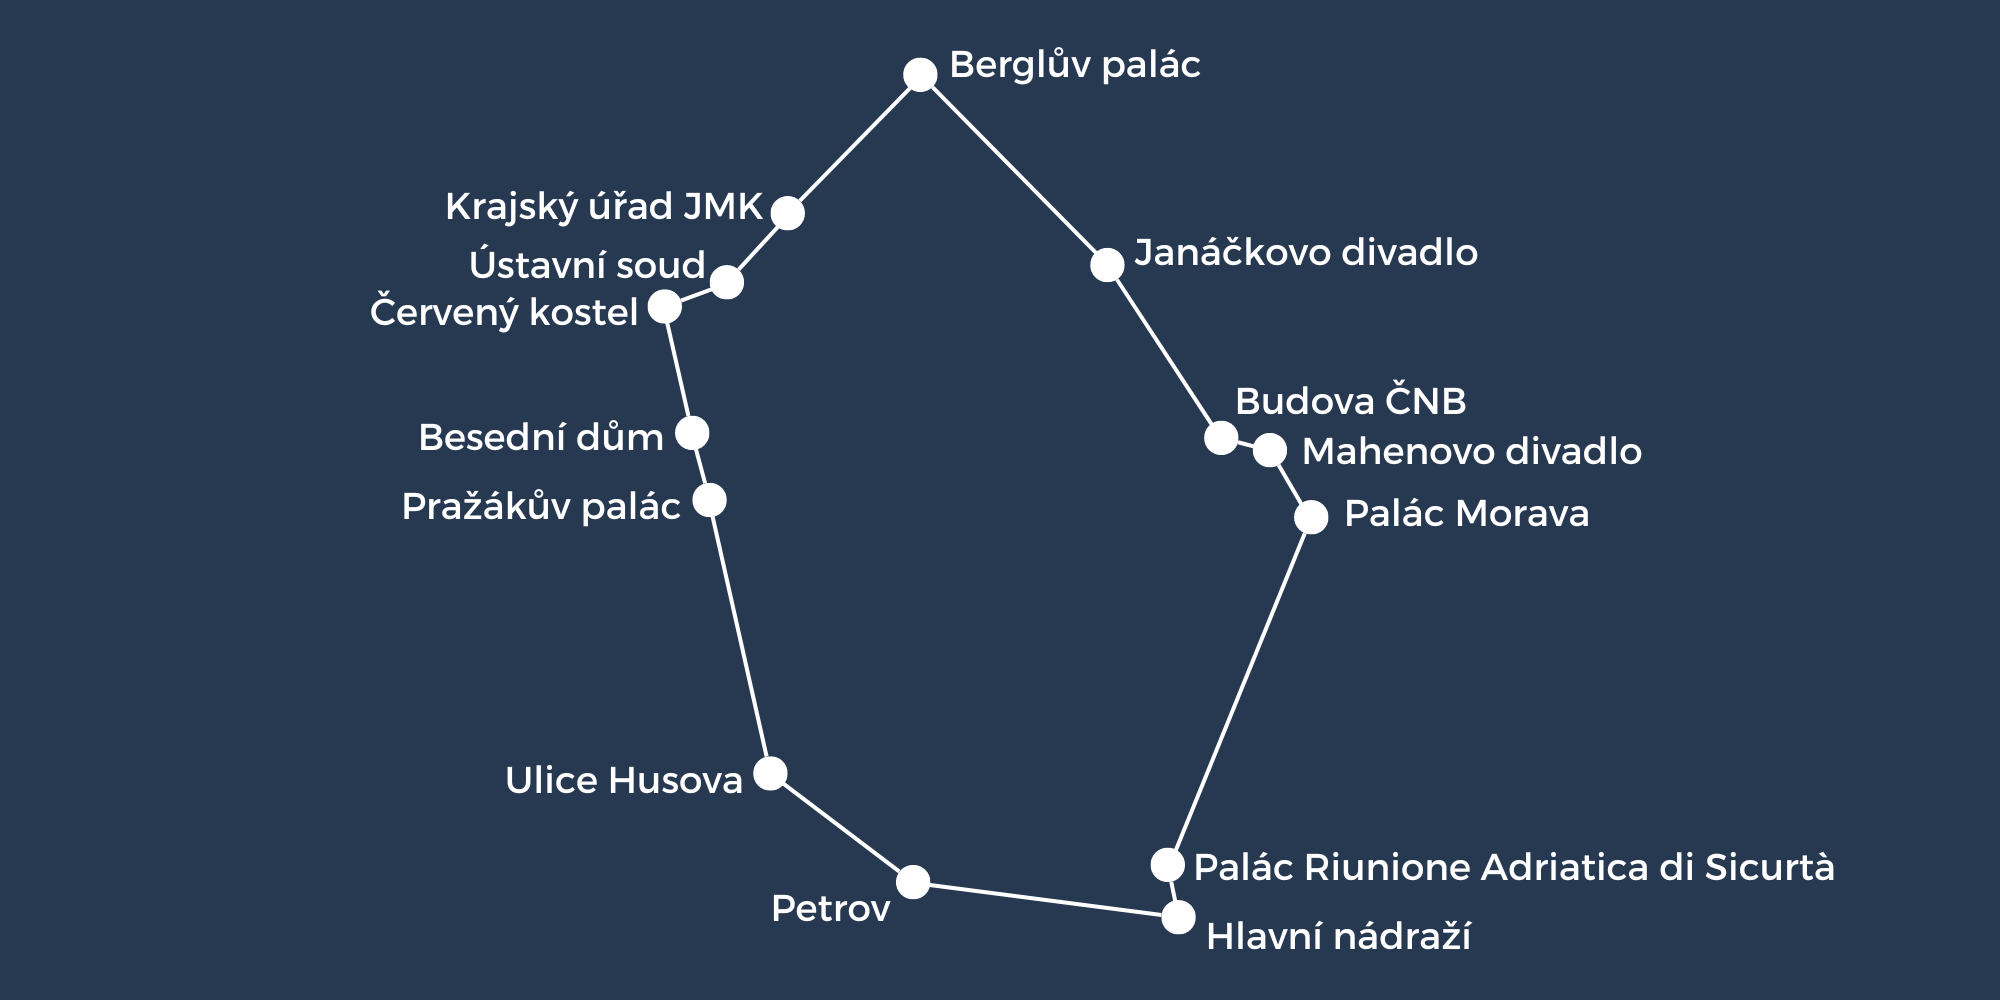 Berglův palác
Krajský úřad JMK
Janáčkovo divadlo
Ústavní soud
Červený kostel
Budova ČNB
Besední dům
Mahenovo divadlo
Pražákův palác
Palác Morava
Ulice Husova
Palác Riunione Adriatica di Sicurtà
Petrov
Hlavní nádraží